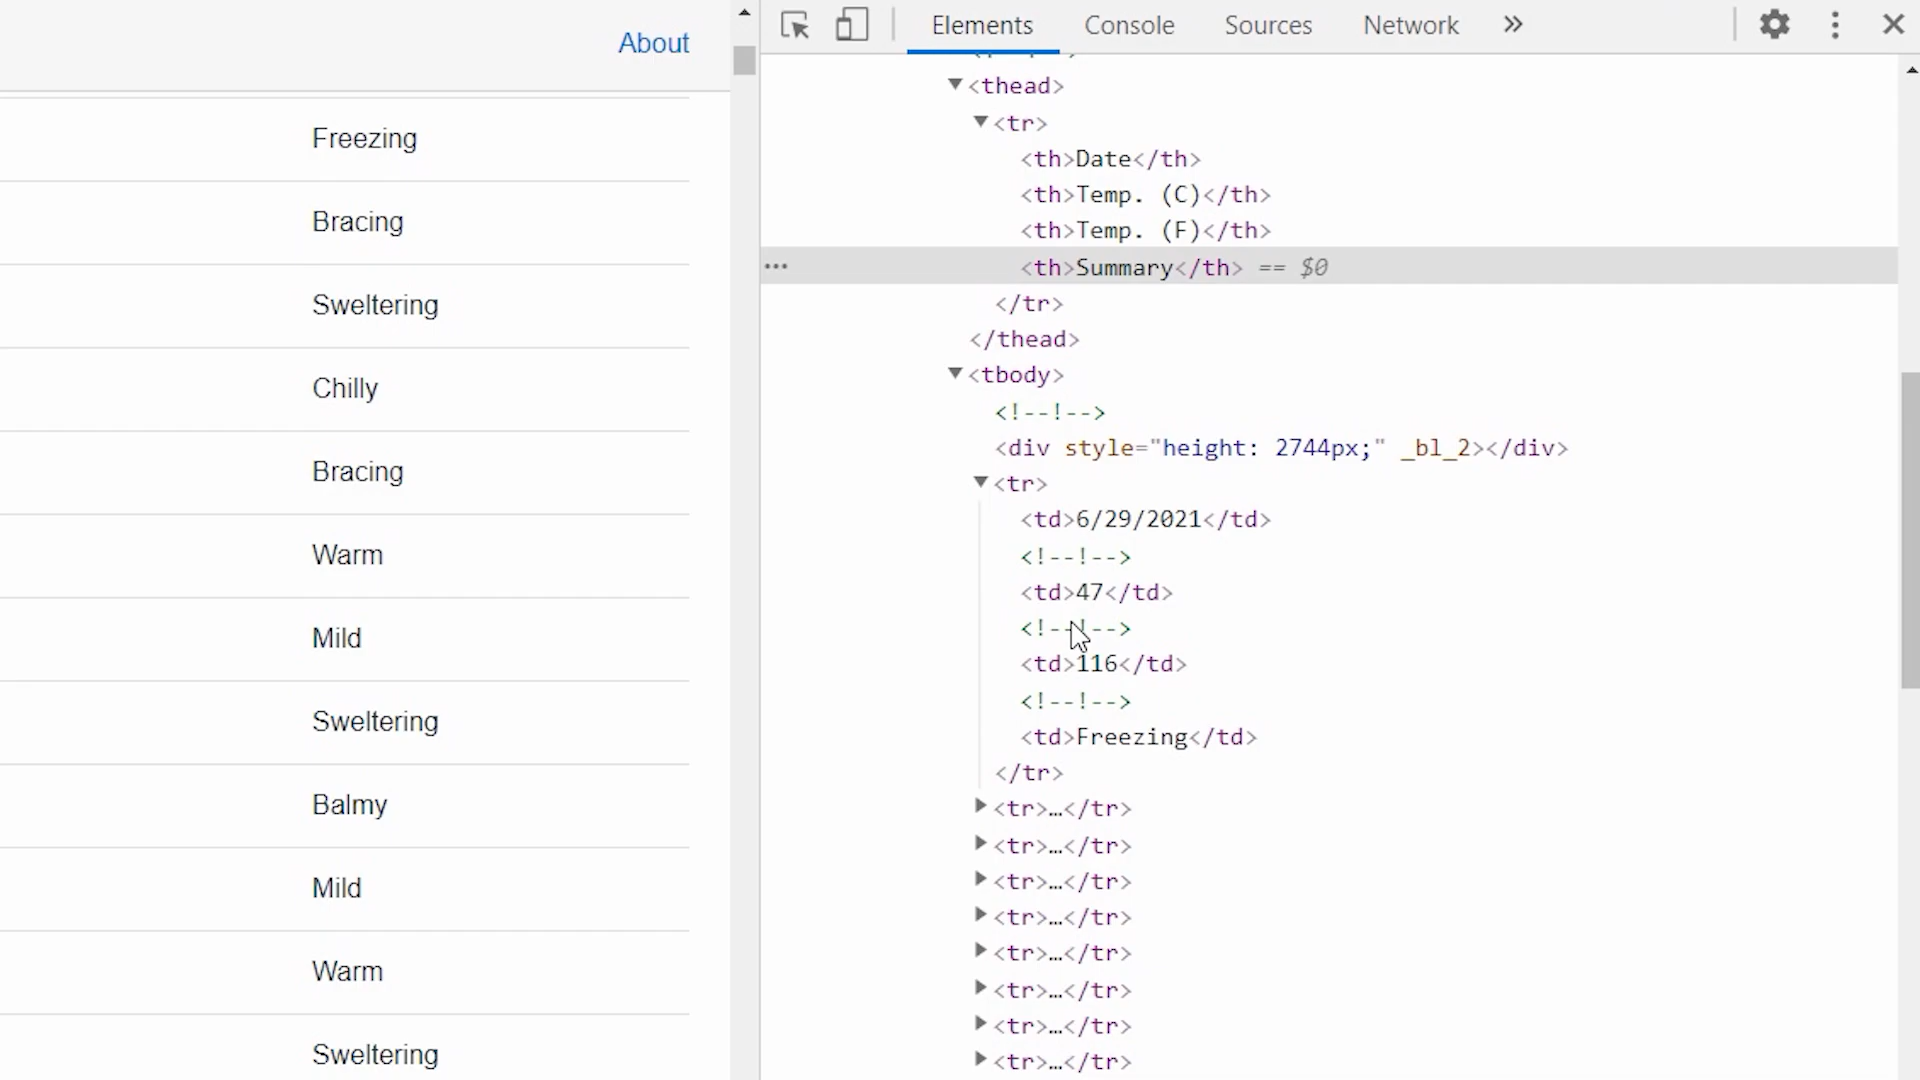 About
Freezing
Bracing
Sweltering
Chilly
Bracing
Warm
Mild
Sweltering
Balmy
Mild
Warm
Sweltering
Elements Console Sources Network »
<thead>
<tr>
<th>Date</th>
<th>Temp. (C)</th>
<th>Temp. (F)</th>
... <th>Summary</th> == $0
</tr>
</thead>
<tbody>
<!--!-->
<div style="height: 2744px;" _bl_2></div>
<tr>
<td>6/29/2021</td>
<!--!-->
<td>47</td>
<!--!-->
<td>116</td>
<!--!-->
<td>Freezing</td>
</tr>
<tr>…</tr>
<tr>…</tr>
<tr>…</tr>
<tr>…</tr>
<tr>…</tr>
<tr>…</tr>
<tr>…</tr>
<tr>…</tr>